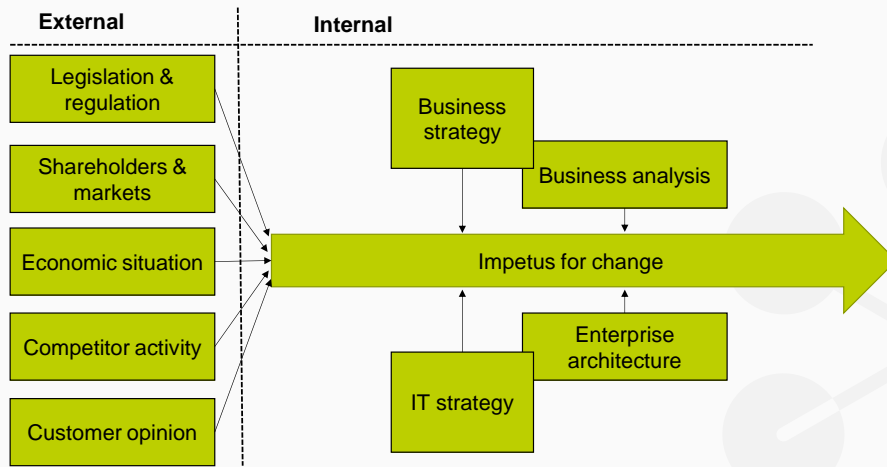 External
Internal
Legislation &
regulation
Shareholders &
markets
Economic situation
Competitor activity
Customer opinion
Business
strategy
Business analysis
Impetus for change
Enterprise
architecture
IT strategy